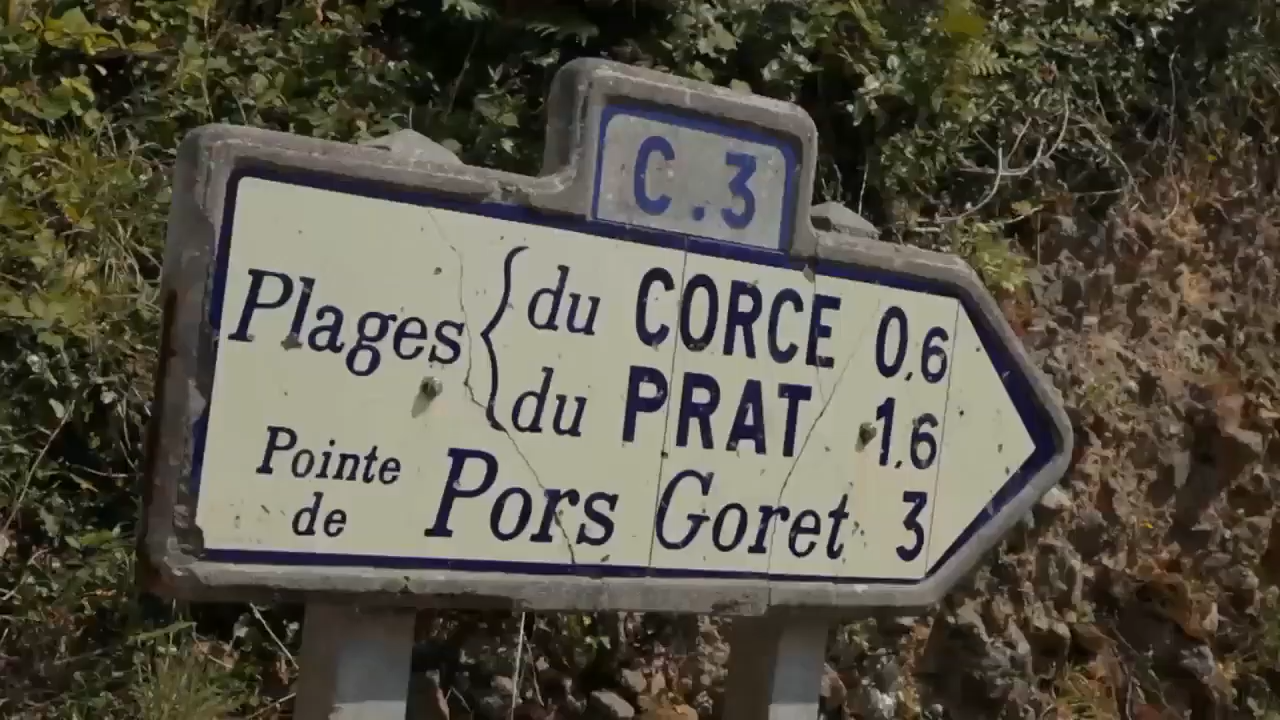 C.3
Plages { du CORCE 0,6
du PRAT 1,6
Pointe de Pors Goret 3